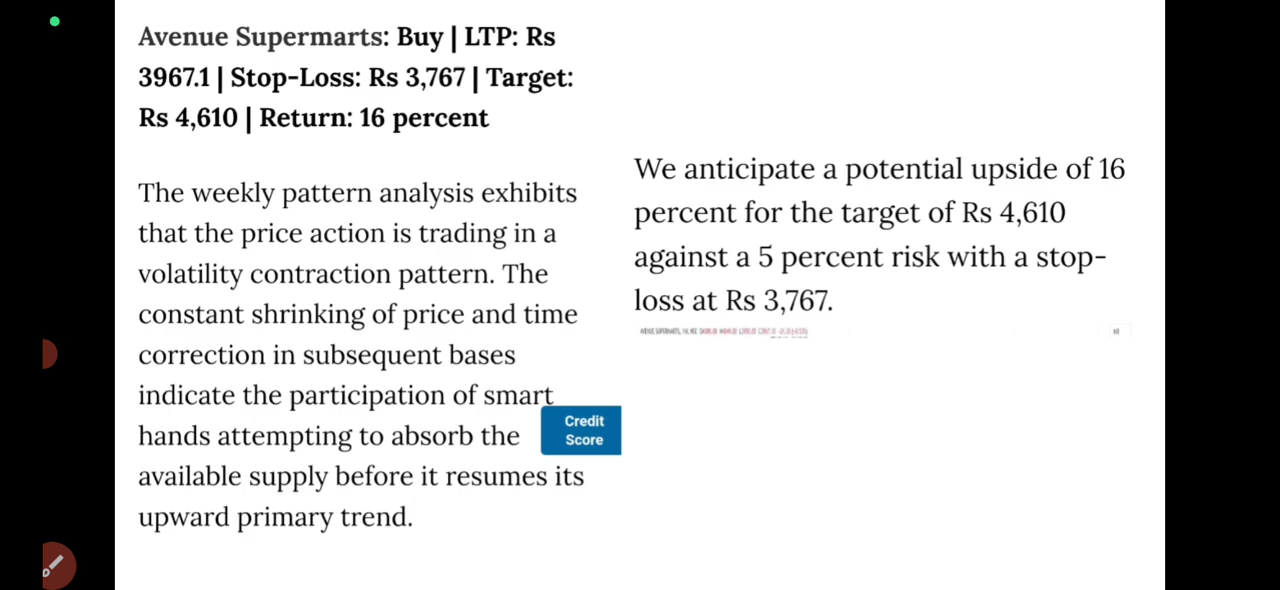 Avenue Supermarts: Buy | LTP: Rs
3967.1 | Stop-Loss: Rs 3,767 | Target:
Rs 4,610 | Return: 16 percent
The weekly pattern analysis exhibits
that the price action is trading in a
volatility contraction pattern. The
constant shrinking of price and time
correction in subsequent bases
indicate the participation of smart
hands attempting to absorb the
available supply before it resumes its
upward primary trend.
Credit
Score
We anticipate a potential upside of 16
percent for the target of Rs 4,610
against a 5 percent risk with a stop-
loss at Rs 3,767.